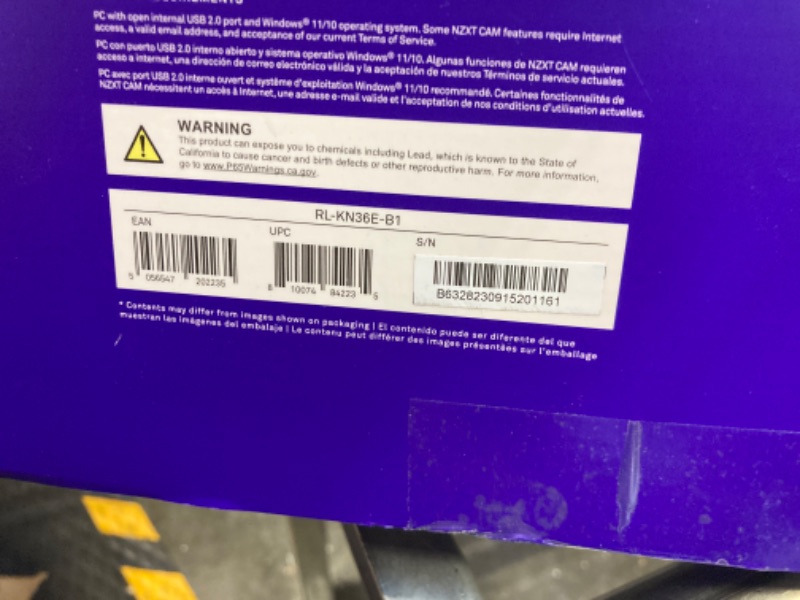 PC with open internal USB 2.0 port and Windows® 11/10 operating system. Some NZXT CAM features require Internet
access, a valid email address, and acceptance of our current Terms of Service.
PC con puerto USB 2.0 interno abierto y sistema operativo Windows® 11/10. Algunas funciones de NZXT CAM requieren
acceso a internet, una dirección de correo electrónico válida y la aceptación de nuestros Términos de servicio actuales.
PC avec port USB 2.0 interne ouvert et système d'exploitation Windows® 11/10 recommandé. Certaines fonctionnalités de
NZXT CAM nécessitent un accès à Internet, une adresse e-mail valide et l'acceptation de nos conditions d'utilisation actuelles.
WARNING
This product can expose you to chemicals including Lead, which is known to the State of
California to cause cancer and birth defects or other reproductive harm. For more information,
go to www.P65Warnings.ca.gov.
RL-KN36E-B1
EAN
UPC
S/N
5 056547 202235
8 10074 84223 5
B6328230915201161
* Contents may differ from images shown on packaging | El contenido puede ser diferente del que
muestran las imágenes del embalaje | Le contenu peut différer des images présentées sur l'emballage